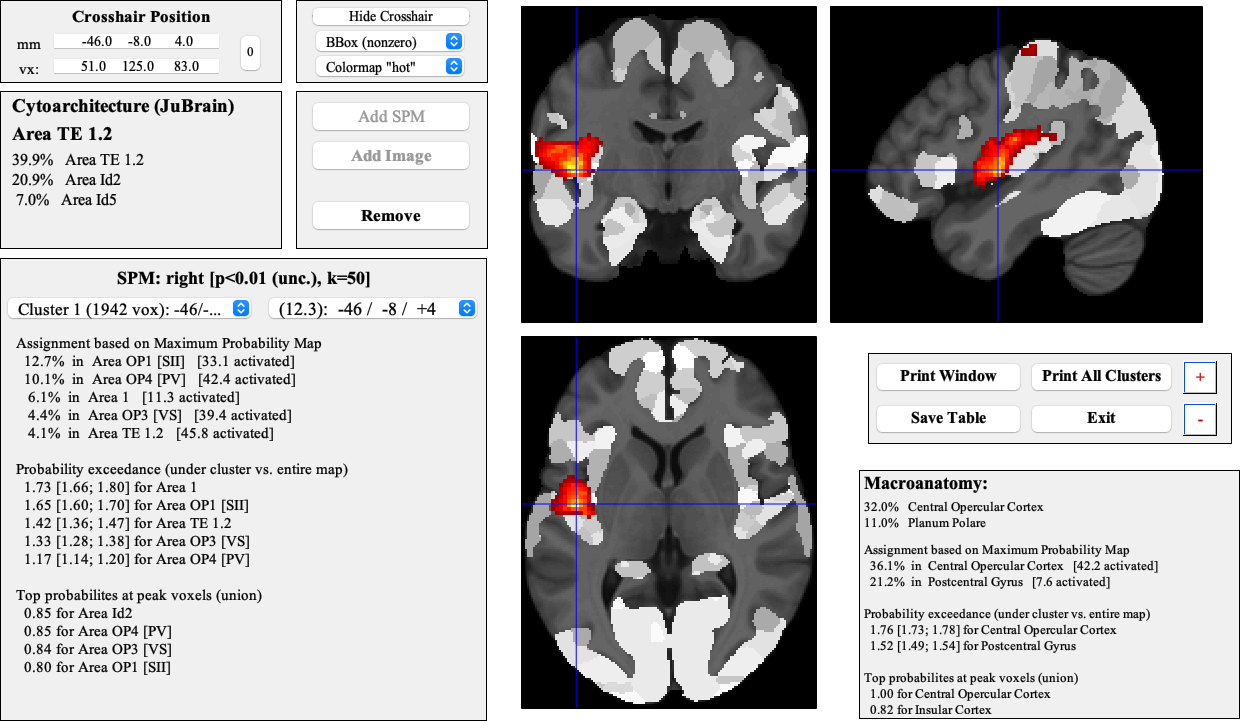 Crosshair Position
mm -46.0 -8.0 4.0
vx: 51.0 125.0 83.0
0
Hide Crosshair
BBox (nonzero)
Colormap "hot"
Cytoarchitecture (JuBrain)
Area TE 1.2
39.9% Area TE 1.2
20.9% Area Id2
7.0% Area Id5
Add SPM
Add Image
Remove
SPM: right [p<0.01 (unc.), k=50]
Cluster 1 (1942 vox): -46/-...
(12.3): -46 / -8 / +4
Assignment based on Maximum Probability Map
12.7% in Area OP1 [SII] [33.1 activated]
10.1% in Area OP4 [PV] [42.4 activated]
6.1% in Area 1 [11.3 activated]
4.4% in Area OP3 [VS] [39.4 activated]
4.1% in Area TE 1.2 [45.8 activated]
Probability exceedance (under cluster vs. entire map)
1.73 [1.66; 1.80] for Area 1
1.65 [1.60; 1.70] for Area OP1 [SII]
1.42 [1.36; 1.47] for Area TE 1.2
1.33 [1.28; 1.38] for Area OP3 [VS]
1.17 [1.14; 1.20] for Area OP4 [PV]
Top probabilites at peak voxels (union)
0.85 for Area Id2
0.85 for Area OP4 [PV]
0.84 for Area OP3 [VS]
0.80 for Area OP1 [SII]
Print Window
Print All Clusters
+
Save Table
Exit
-
Macroanatomy:
32.0% Central Opercular Cortex
11.0% Planum Polare
Assignment based on Maximum Probability Map
36.1% in Central Opercular Cortex [42.2 activated]
21.2% in Postcentral Gyrus [7.6 activated]
Probability exceedance (under cluster vs. entire map)
1.76 [1.73; 1.78] for Central Opercular Cortex
1.52 [1.49; 1.54] for Postcentral Gyrus
Top probabilites at peak voxels (union)
1.00 for Central Opercular Cortex
0.82 for Insular Cortex